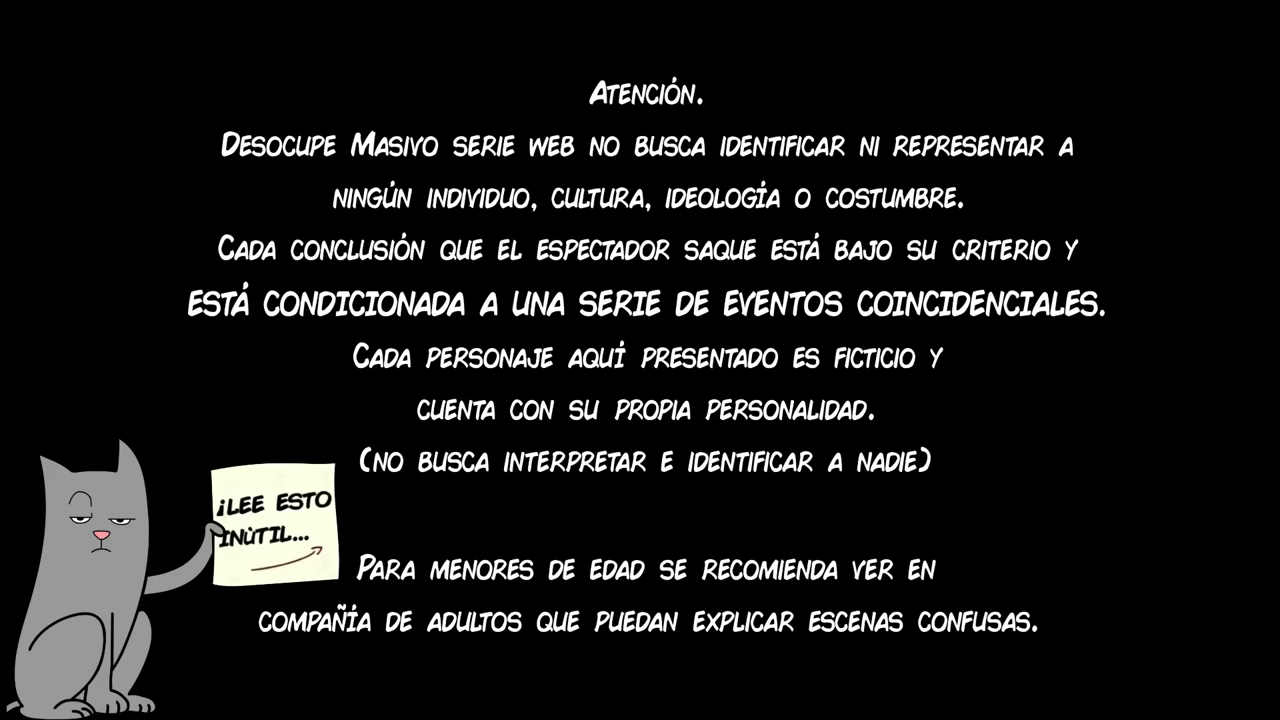 Atención.
Desocupe Masivo serie web no busca identificar ni representar a
ningún individuo, cultura, ideología o costumbre.
Cada conclusión que el espectador saque está bajo su criterio y
está condicionada a una serie de eventos coincidenciales.
Cada personaje aquí presentado es ficticio y
cuenta con su propia personalidad.
(no busca interpretar e identificar a nadie)
¡LEE ESTO
INÙTIL...
Para menores de edad se recomienda ver en
compañía de adultos que puedan explicar escenas confusas.